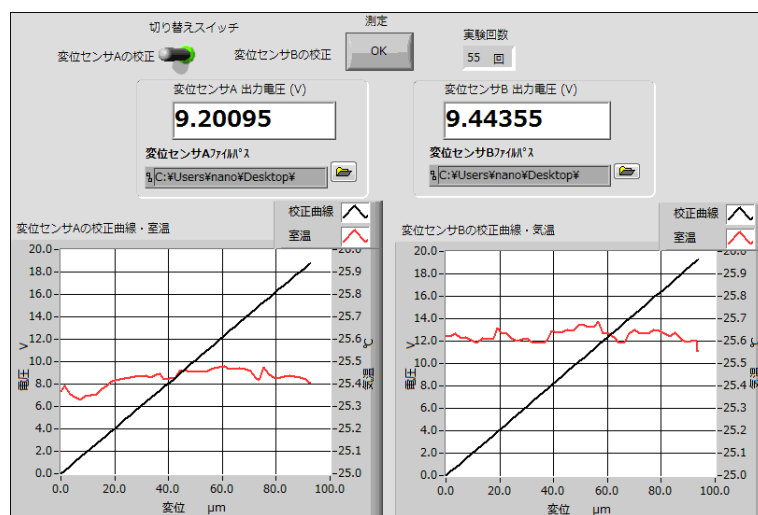 切り替えスイッチ
変位センサAの校正
変位センサBの校正
測定
OK
実験回数
55 回
変位センサA 出力電圧 (V)
9.20095
変位センサAファイルパス
C:¥Users¥nano¥Desktop¥
変位センサB 出力電圧 (V)
9.44355
変位センサBファイルパス
C:¥Users¥nano¥Desktop¥
変位センサAの校正曲線・室温
校正曲線
室温
20.0
18.0
16.0
14.0
12.0
10.0
8.0
6.0
4.0
2.0
0.0
電圧 V
25.9
25.8
25.7
25.6
25.5
25.4
25.3
25.2
25.1
25.0
気温 ℃
0.0 20.0 40.0 60.0 80.0 100.0
変位 μm
変位センサBの校正曲線・気温
校正曲線
室温
20.0
18.0
16.0
14.0
12.0
10.0
8.0
6.0
4.0
2.0
0.0
電圧 V
25.9
25.8
25.7
25.6
25.5
25.4
25.3
25.2
25.1
25.0
気温 ℃
0.0 20.0 40.0 60.0 80.0 100.0
変位 μm